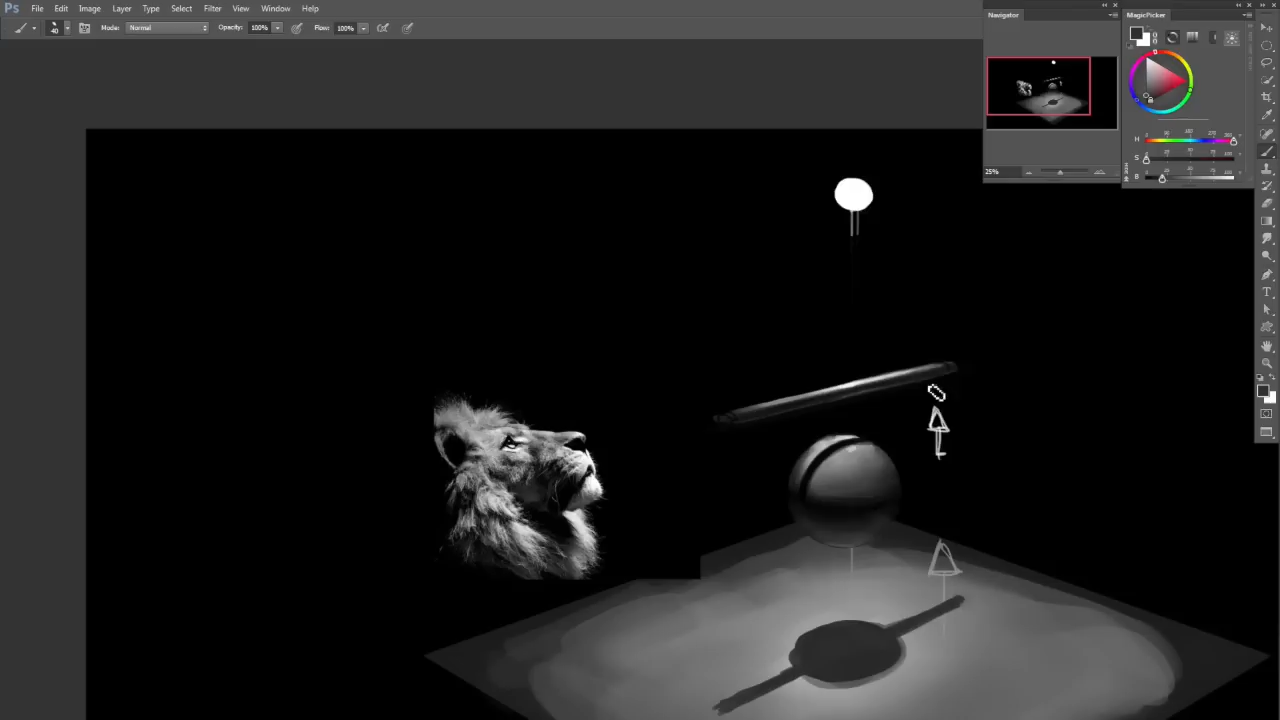 Ps File Edit Image Layer Type Select Filter View Window Help
40 Mode: Normal Opacity: 100% Flow: 100%
Navigator
25%
MagicPicker
H
S
B